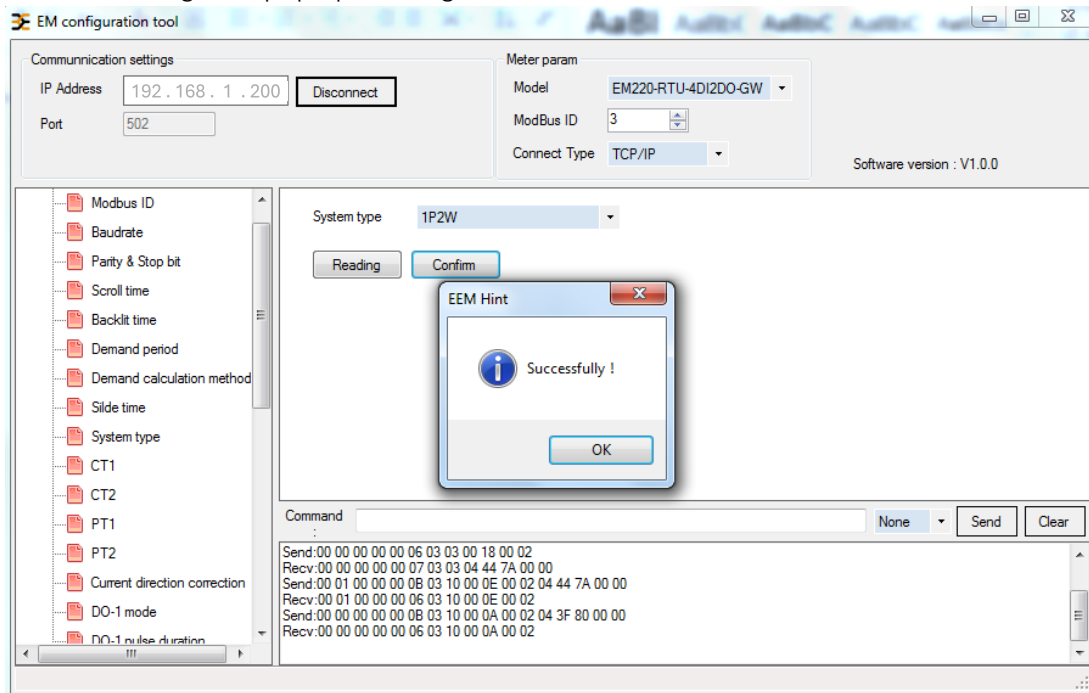 EM configuration tool
Communnication settings
IP Address 192 . 168 . 1 . 200 Disconnect
Port 502
Meter param
Model EM220-RTU-4DI2DO-GW
ModBus ID 3
Connect Type TCP/IP
Software version : V1.0.0
Modbus ID
Baudrate
Parity & Stop bit
Scroll time
Backlit time
Demand period
Demand calculation method
Silde time
System type
CT1
CT2
PT1
PT2
Current direction correction
DO-1 mode
DO-1 pulse duration
System type 1P2W
Reading Confim
EEM Hint
Successfully !
OK
Command
:
None Send Clear
Send:00 00 00 00 00 06 03 03 00 18 00 02
Recv:00 00 00 00 00 07 03 03 04 44 7A 00 00
Send:00 01 00 00 00 0B 03 10 00 0E 00 02 04 44 7A 00 00
Recv:00 01 00 00 00 06 03 10 00 0E 00 02
Send:00 00 00 00 00 0B 03 10 00 0A 00 02 04 3F 80 00 00
Recv:00 00 00 00 00 06 03 10 00 0A 00 02